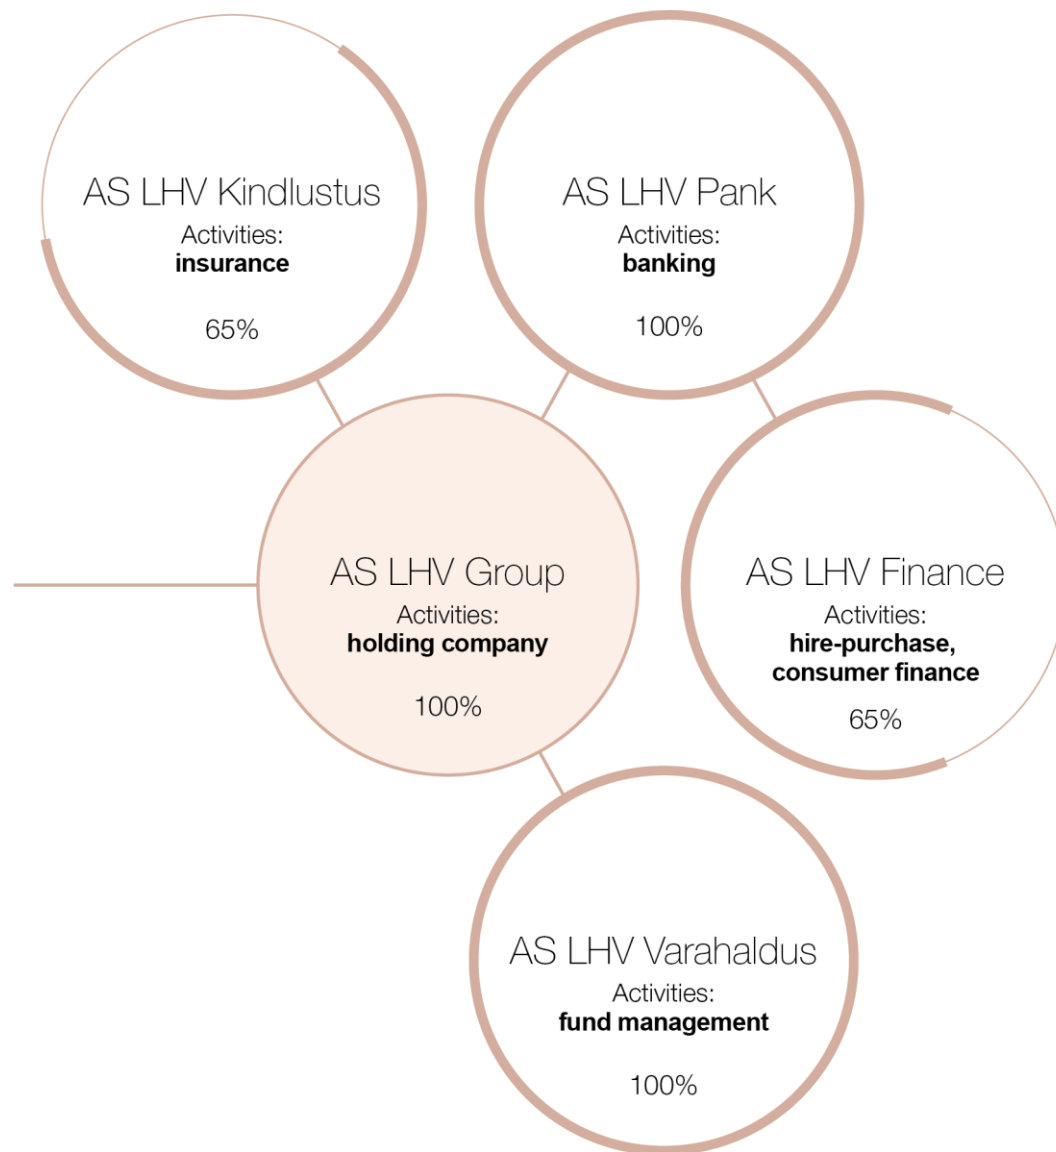 AS LHV Kindlustus
Activities:
insurance
65%
AS LHV Pank
Activities:
banking
100%
AS LHV Group
Activities:
holding company
100%
AS LHV Finance
Activities:
hire-purchase,
consumer finance
65%
AS LHV Varahaldus
Activities:
fund management
100%